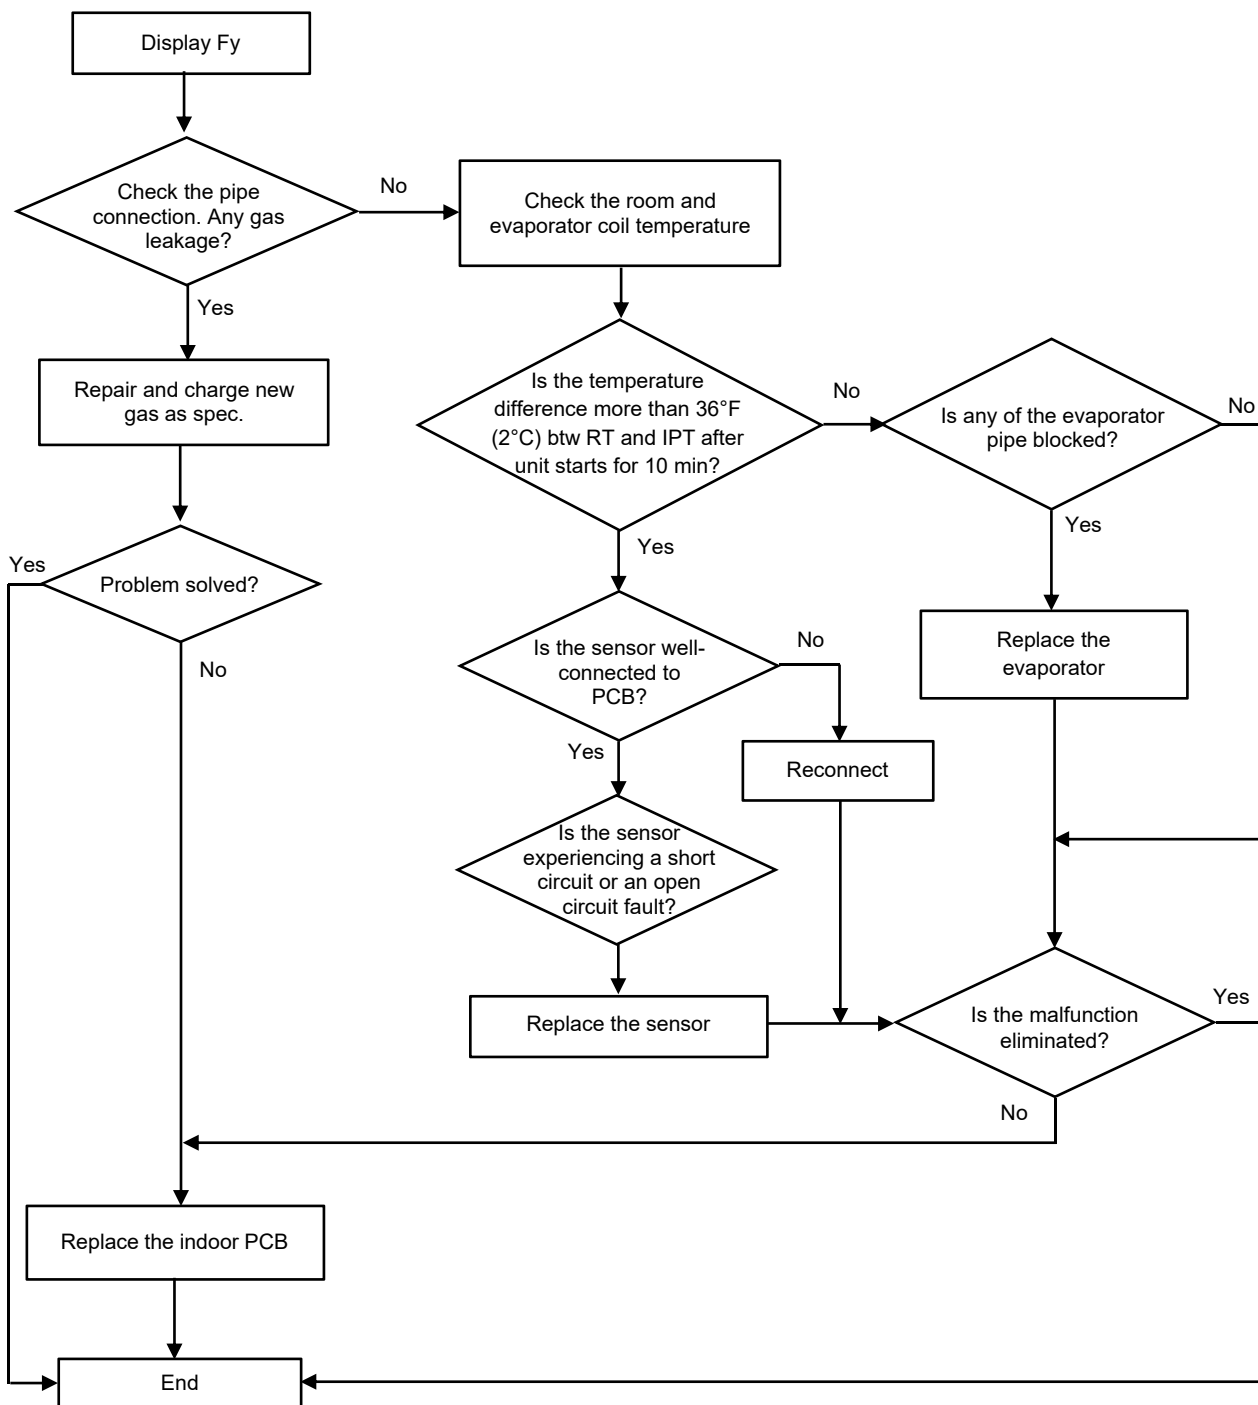 Display Fy
Check the pipe
connection. Any gas
leakage?
No
Check the room and
evaporator coil temperature
Yes
Repair and charge new
gas as spec.
Is the temperature
difference more than 36°F
(2°C) btw RT and IPT after
unit starts for 10 min?
No
Is any of the evaporator
pipe blocked?
No
Yes
Yes
Yes
Problem solved?
No
Is the sensor well-
connected to
PCB?
No
Replace the
evaporator
Yes
Reconnect
Is the sensor
experiencing a short
circuit or an open
circuit fault?
Replace the sensor
Is the malfunction
eliminated?
Yes
No
Replace the indoor PCB
End